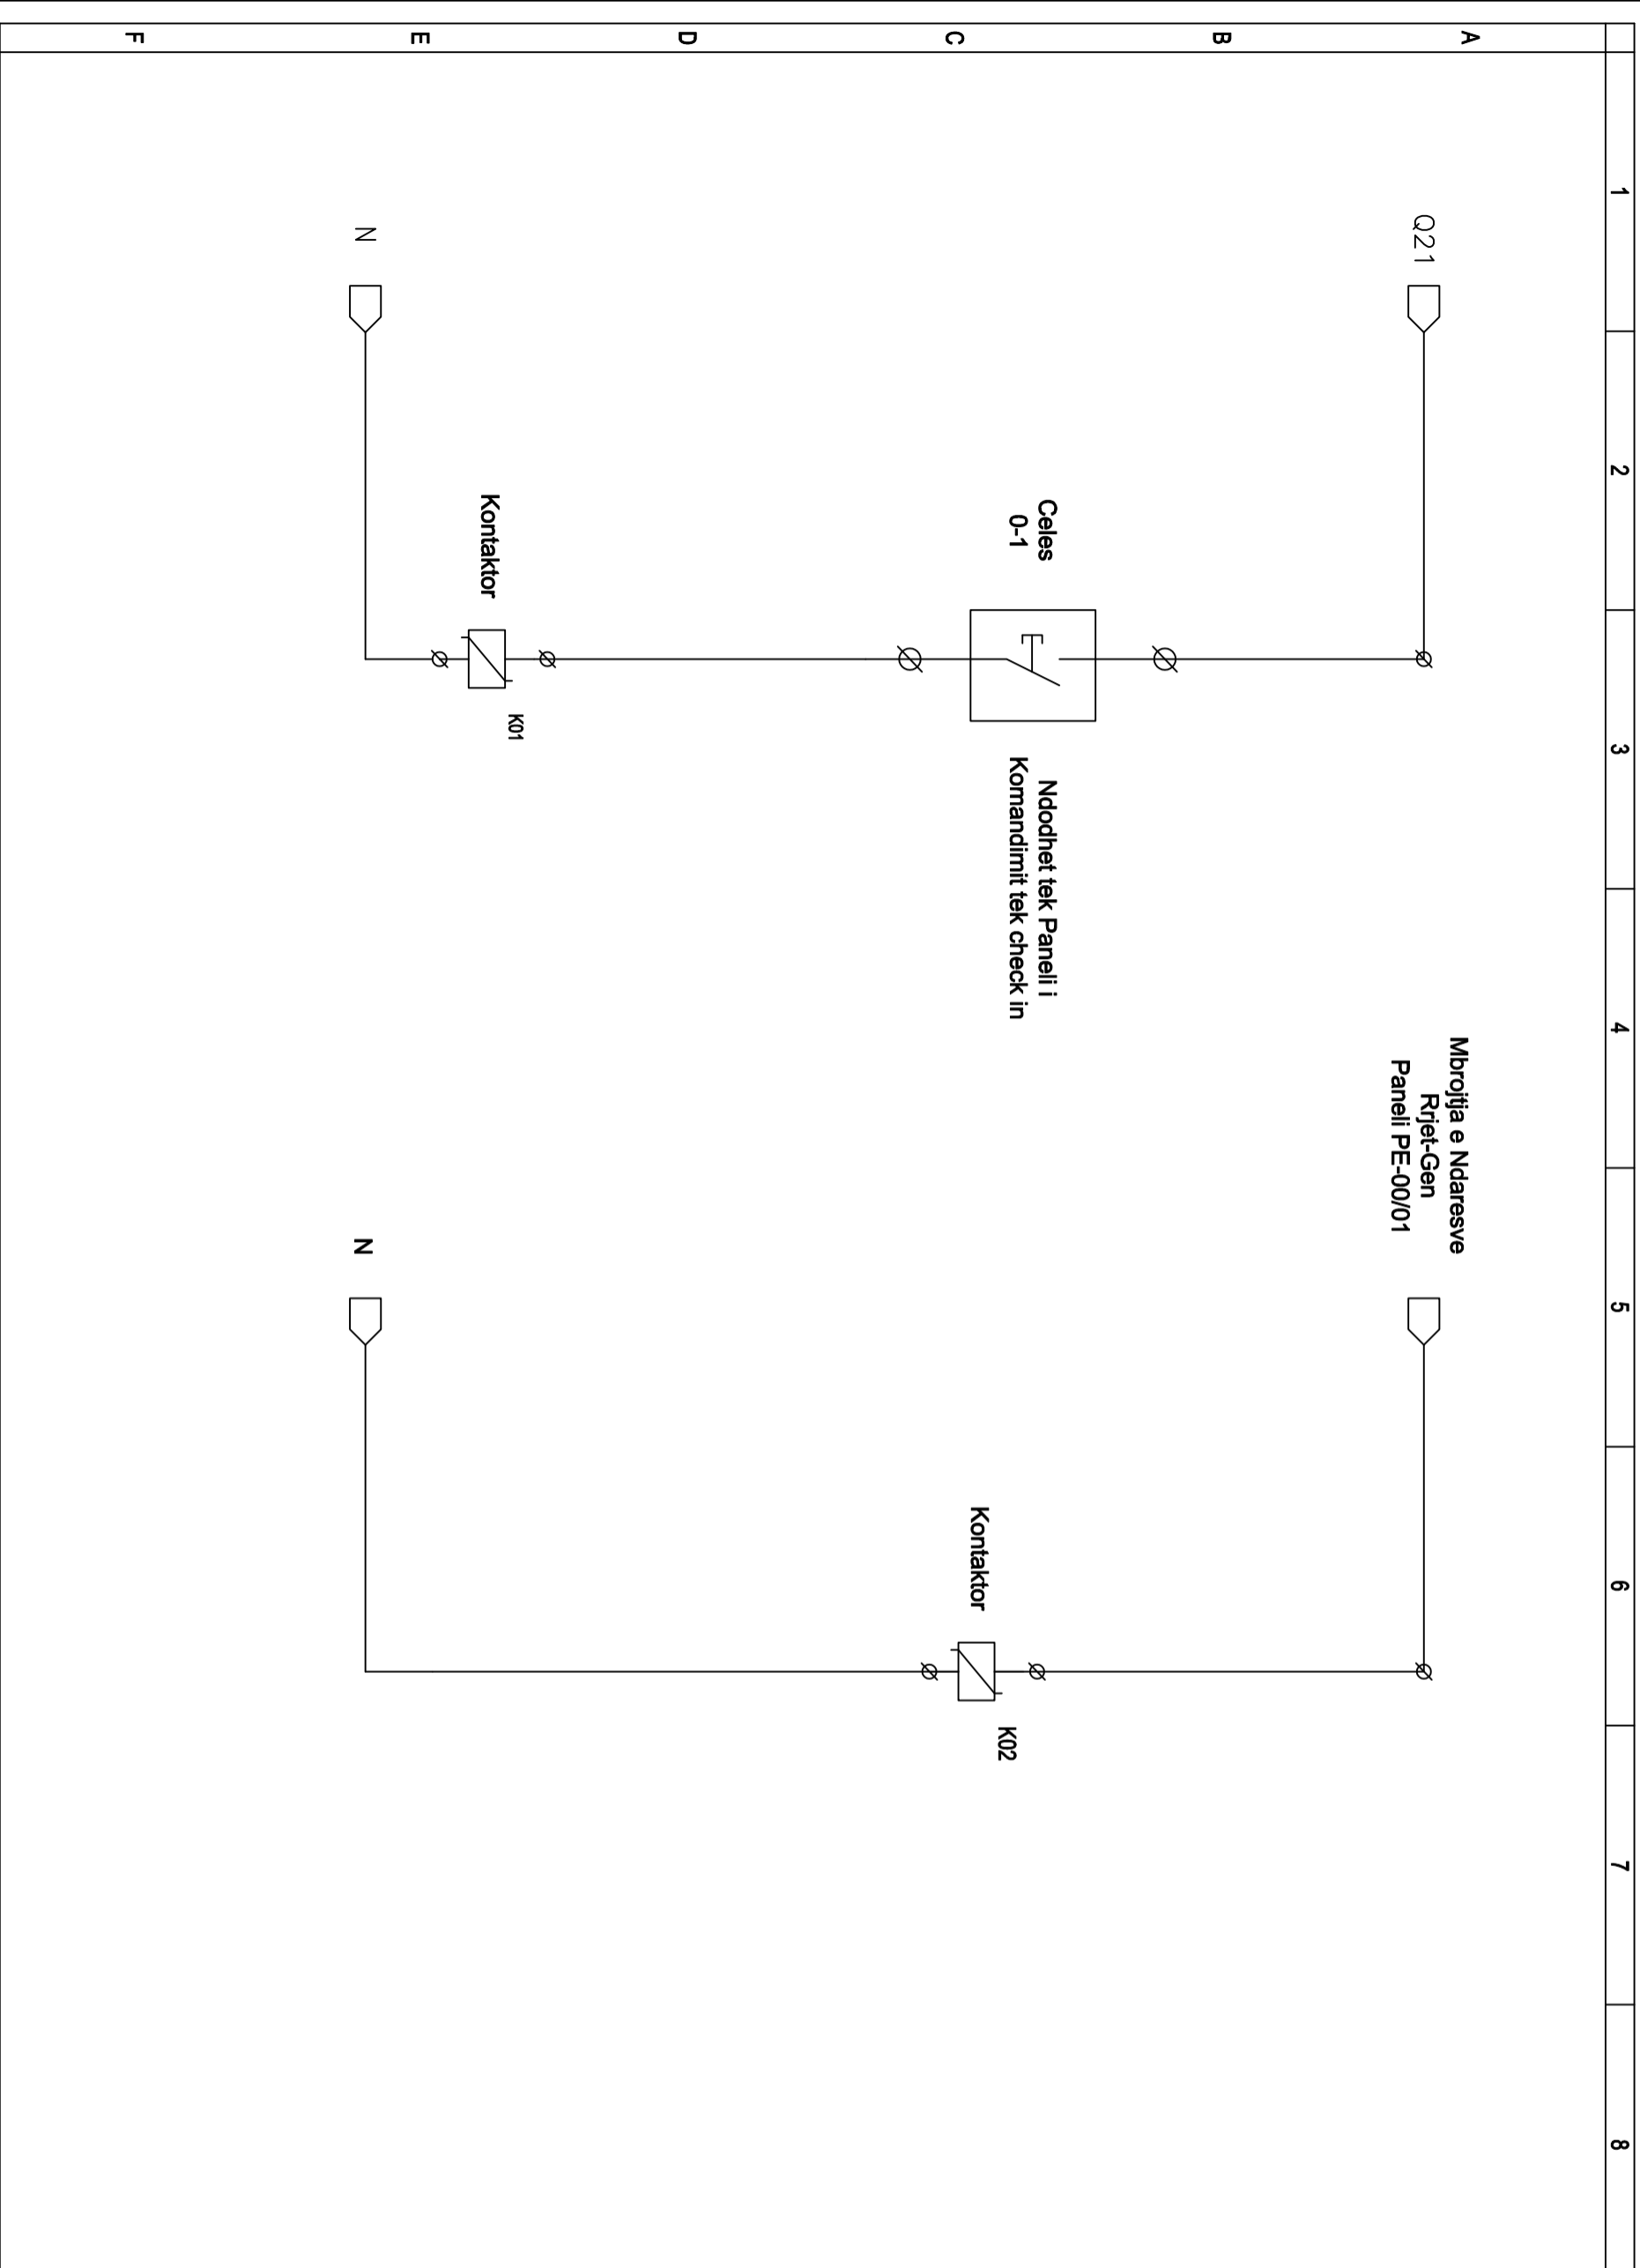 1
2
3
4
5
6
7
8
A
B
C
D
E
F
Q21
Mbrojtja e Ndaresve
Rrjet-Gen
Paneli PE-00/01
Celes
0-1
Ndodhet tek Paneli i
Komandimit tek check in
Kontaktor
K02
Kontaktor
K01
N
N